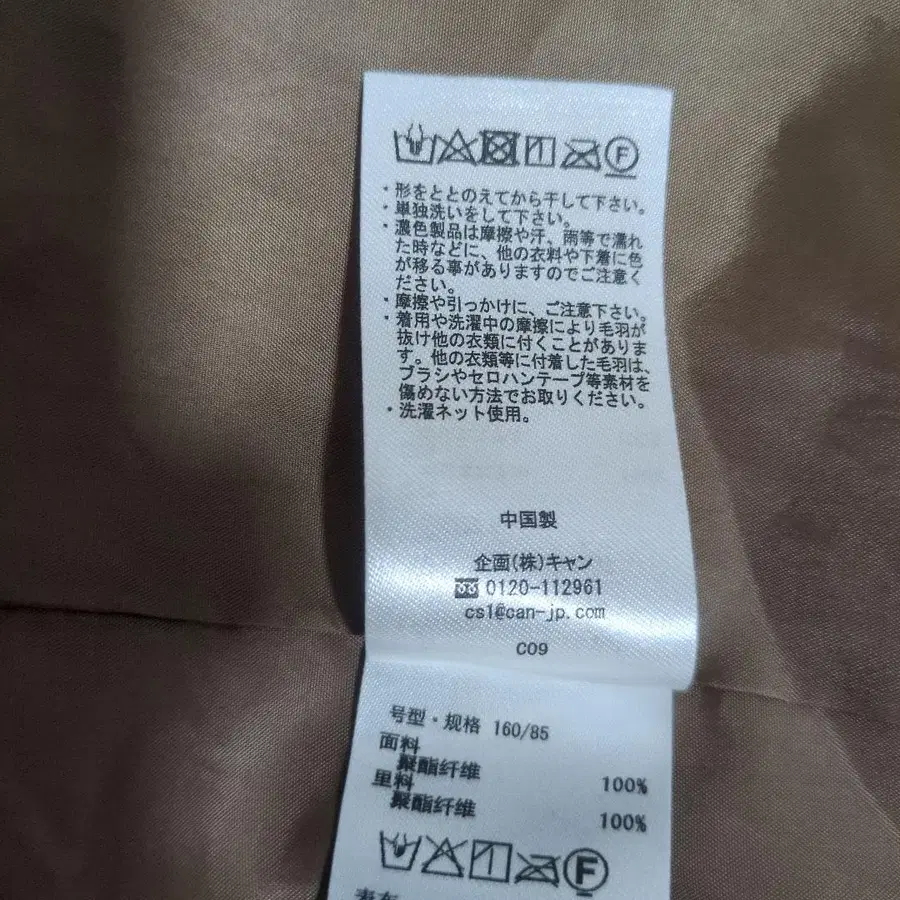 F
・形をととのえてから干して下さい。
・単独洗いをして下さい。
・濃色製品は摩擦や汗、雨等で濡れ
た時などに、他の衣料や下着に色
が移る事がありますのでご注意く
ださい。
・摩擦や引っかけに、ご注意下さい。
・着用や洗濯中の摩擦により毛羽が
抜け他の衣類に付くことがありま
す。他の衣類等に付着した毛羽は、
ブラシやセロハンテープ等素材を
傷めない方法でお取りください。
・洗濯ネット使用。
中国製
企画(株)キャン
0120-112961
cs1@can-jp.com
C09
号型・规格 160/85
面料
聚酯纤维 100%
里料
聚酯纤维 100%
F